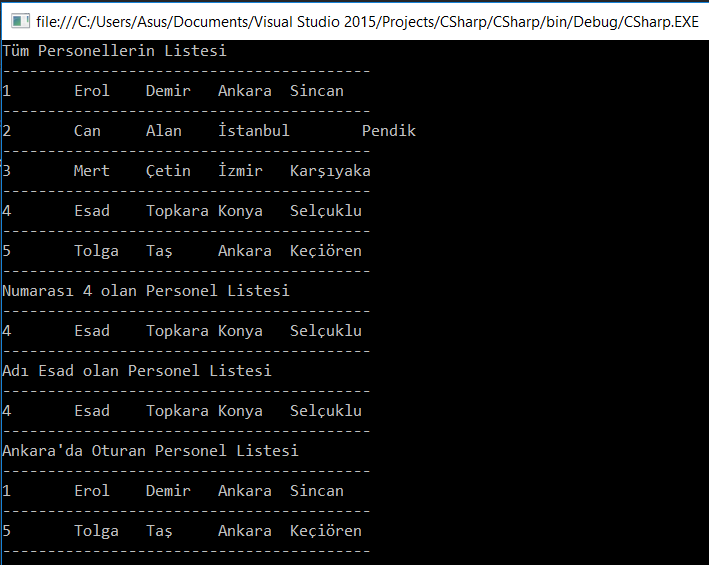 file:///C:/Users/Asus/Documents/Visual Studio 2015/Projects/CSharp/CSharp/bin/Debug/CSharp.EXE
Tüm Personellerin Listesi
-----------------------------------------
1 Erol Demir Ankara Sincan
-----------------------------------------
2 Can Alan İstanbul Pendik
-----------------------------------------
3 Mert Çetin İzmir Karşıyaka
-----------------------------------------
4 Esad Topkara Konya Selçuklu
-----------------------------------------
5 Tolga Taş Ankara Keçiören
-----------------------------------------
Numarası 4 olan Personel Listesi
-----------------------------------------
4 Esad Topkara Konya Selçuklu
-----------------------------------------
Adı Esad olan Personel Listesi
-----------------------------------------
4 Esad Topkara Konya Selçuklu
-----------------------------------------
Ankara'da Oturan Personel Listesi
-----------------------------------------
1 Erol Demir Ankara Sincan
-----------------------------------------
5 Tolga Taş Ankara Keçiören
-----------------------------------------